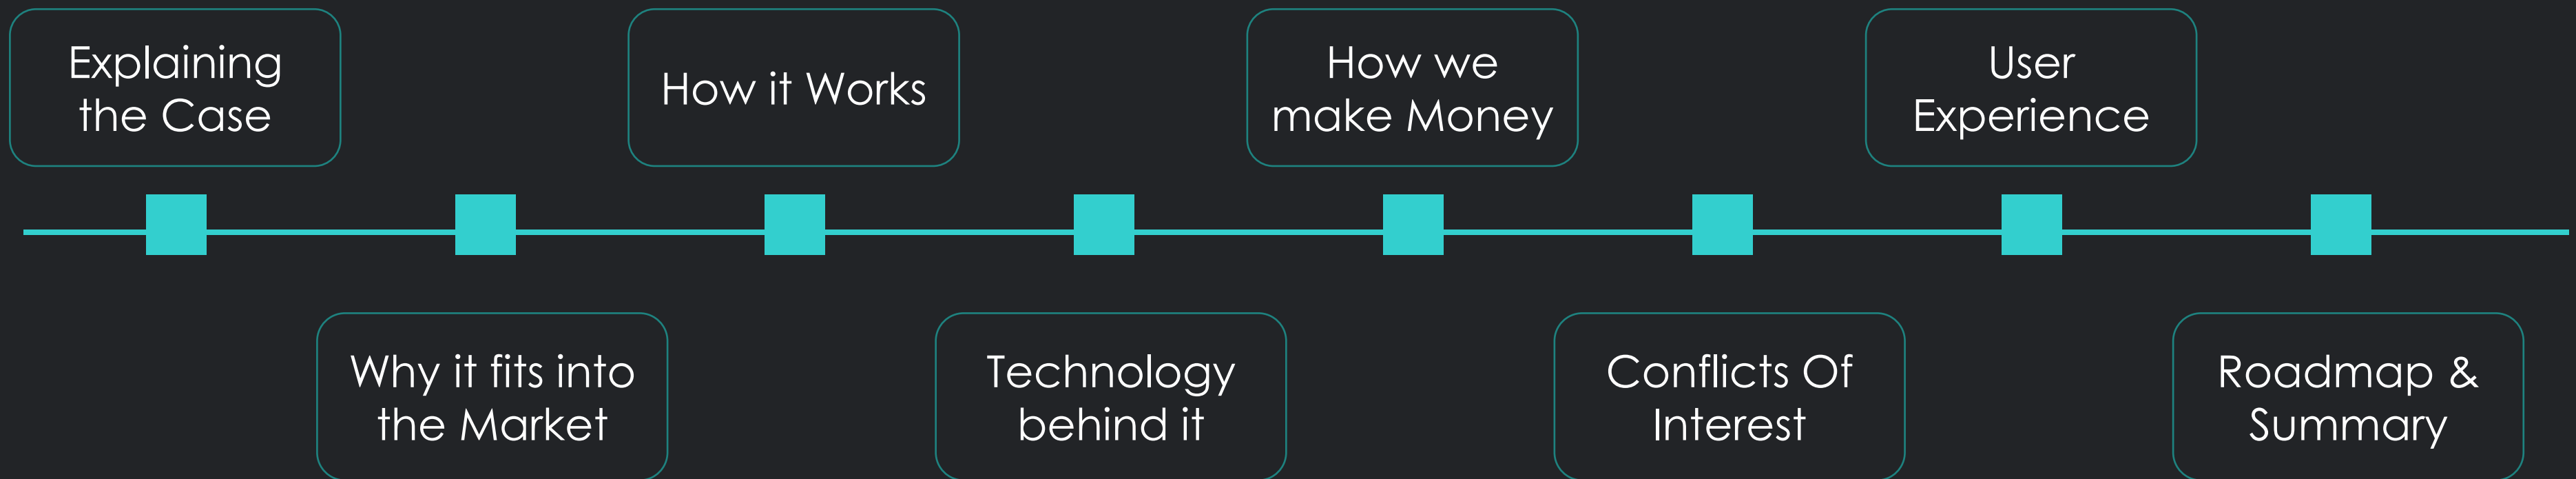 Explaining
the Case
Why it fits into
the Market
How it Works
Technology
behind it
How we
make Money
Conflicts Of
Interest
User
Experience
Roadmap &
Summary